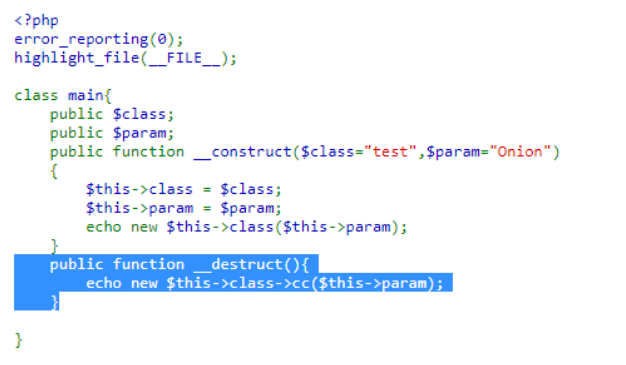 <?php
error_reporting(0);
highlight_file(__FILE__);
class main{
public $class;
public $param;
public function __construct($class="test",$param="Onion")
{
$this->class = $class;
$this->param = $param;
echo new $this->class($this->param);
}
public function __destruct(){
echo new $this->class->cc($this->param);
}
}